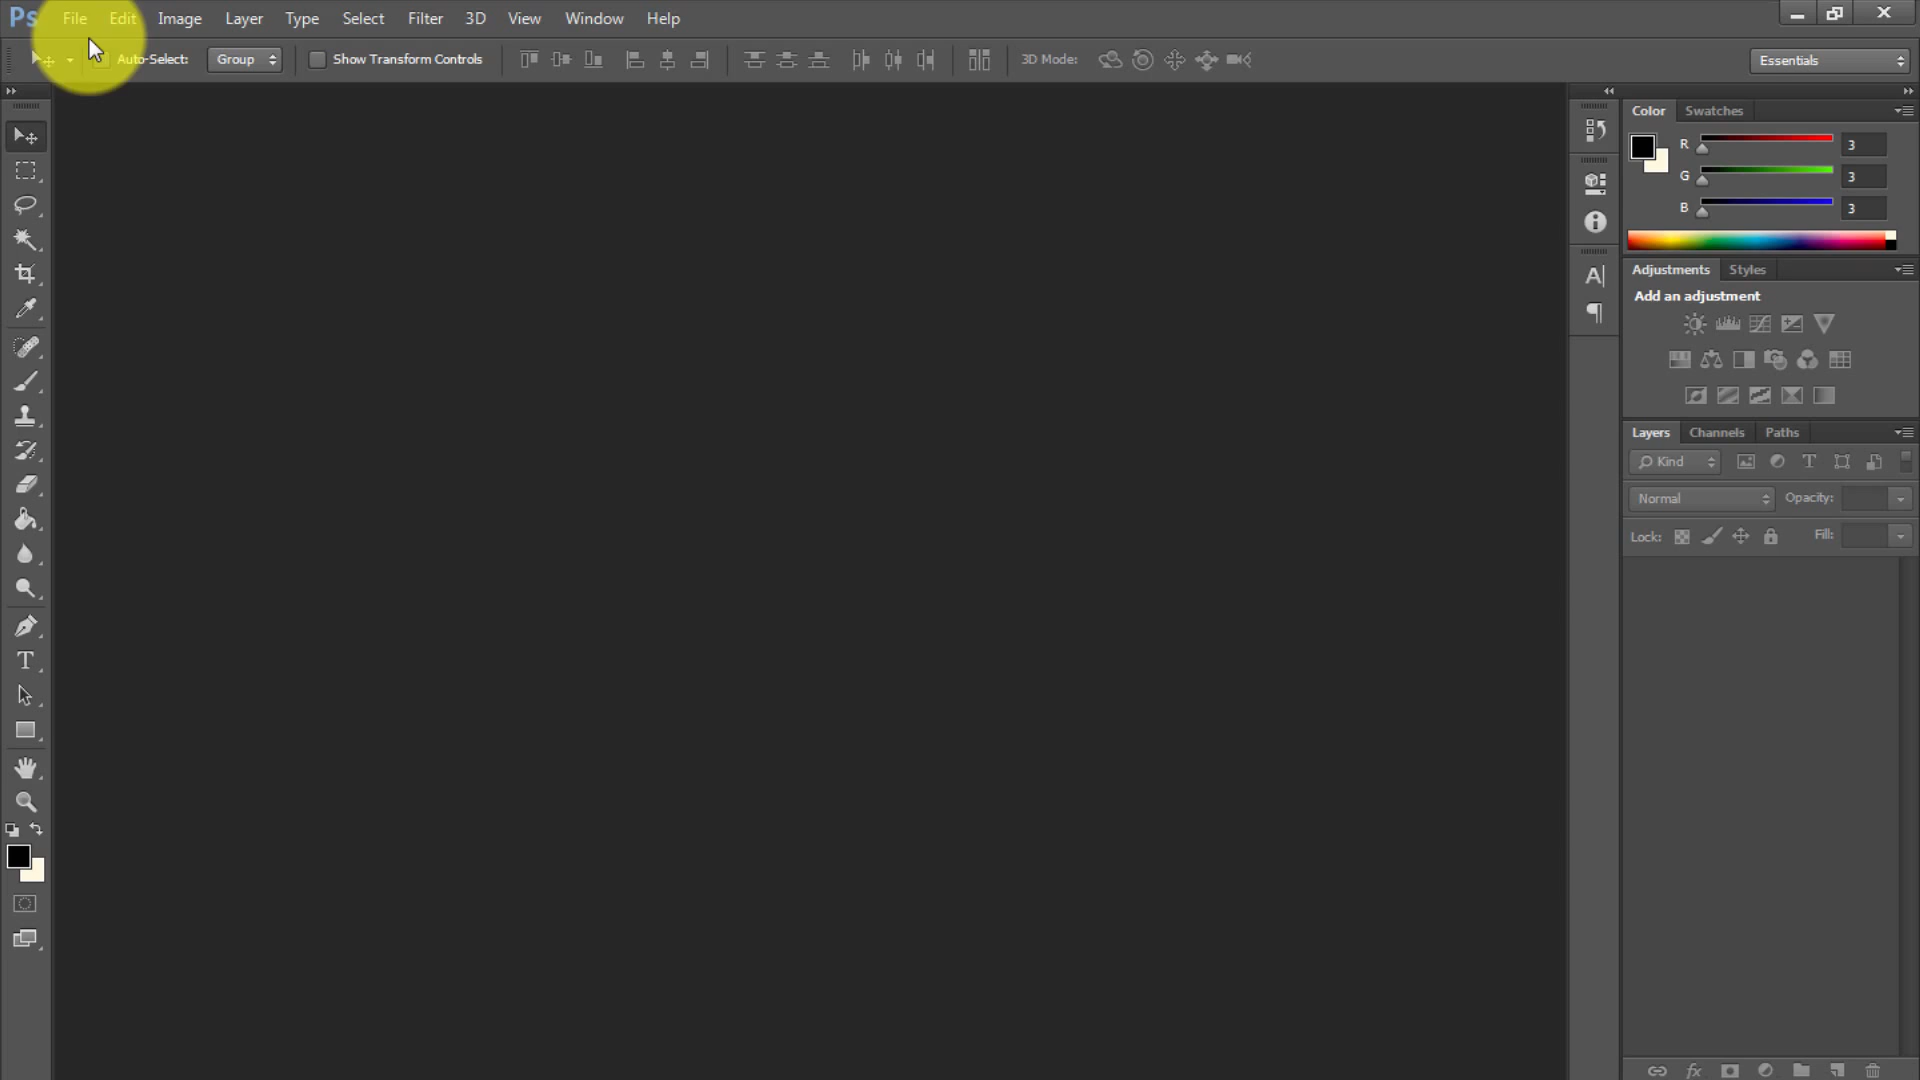 Ps File Edit Image Layer Type Select Filter 3D View Window Help
Auto-Select: Group Show Transform Controls 3D Mode: Essentials
Color Swatches
R 3
G 3
B 3
Adjustments Styles
Add an adjustment
Layers Channels Paths
Kind
Normal Opacity:
Lock: Fill: